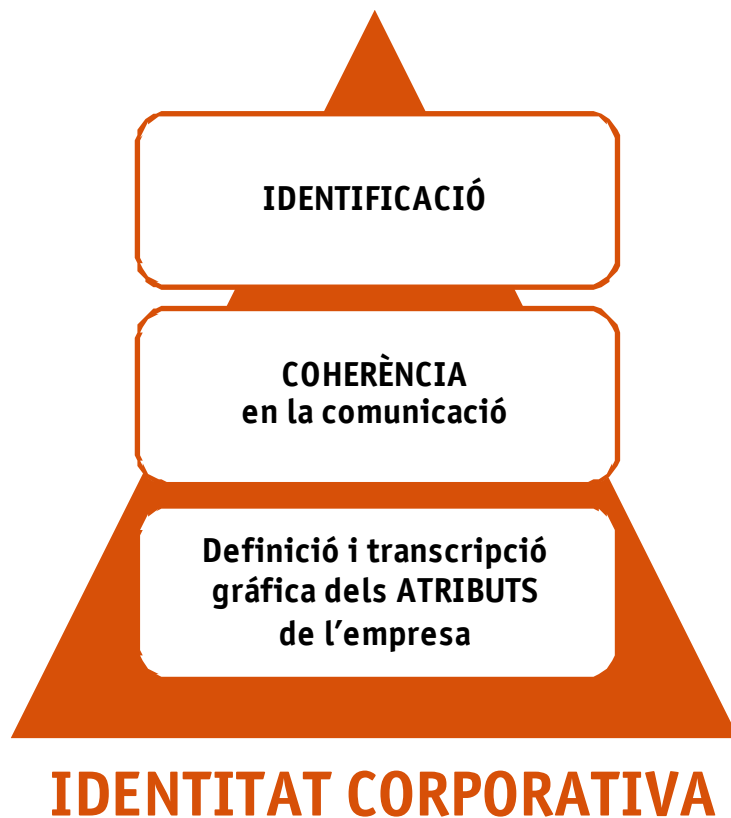 IDENTIFICACIÓ
COHERÈNCIA
en la comunicació
Definició i transcripció
gráfica dels ATRIBUTS
de l’empresa
IDENTITAT CORPORATIVA